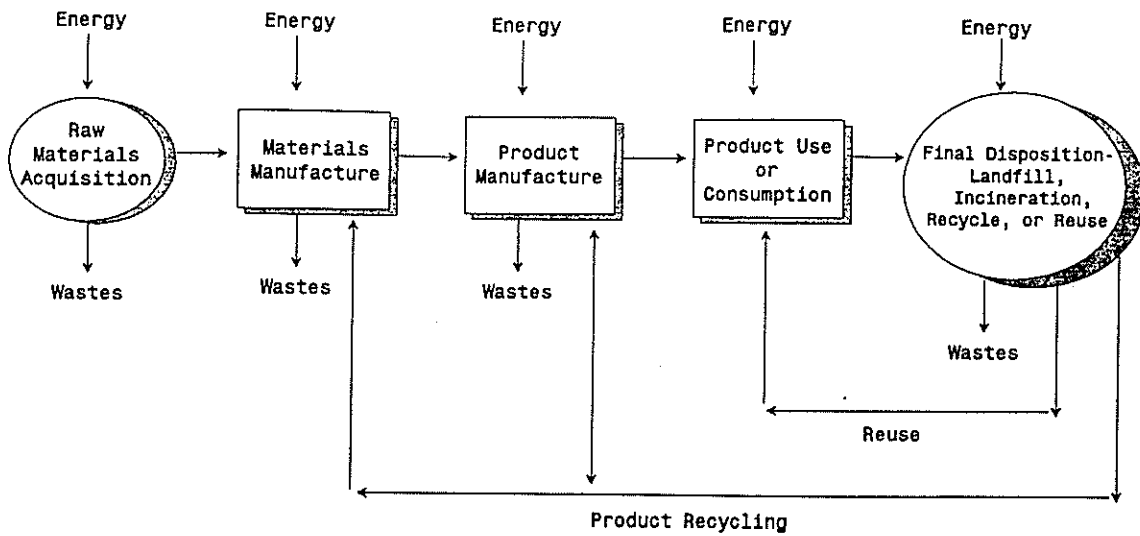 Energy
Energy
Energy
Energy
Energy
Raw
Materials
Acquisition
Materials
Manufacture
Product
Manufacture
Product Use
or
Consumption
Final Disposition-
Landfill,
Incineration,
Recycle, or Reuse
Wastes
Wastes
Wastes
Wastes
Reuse
Product Recycling